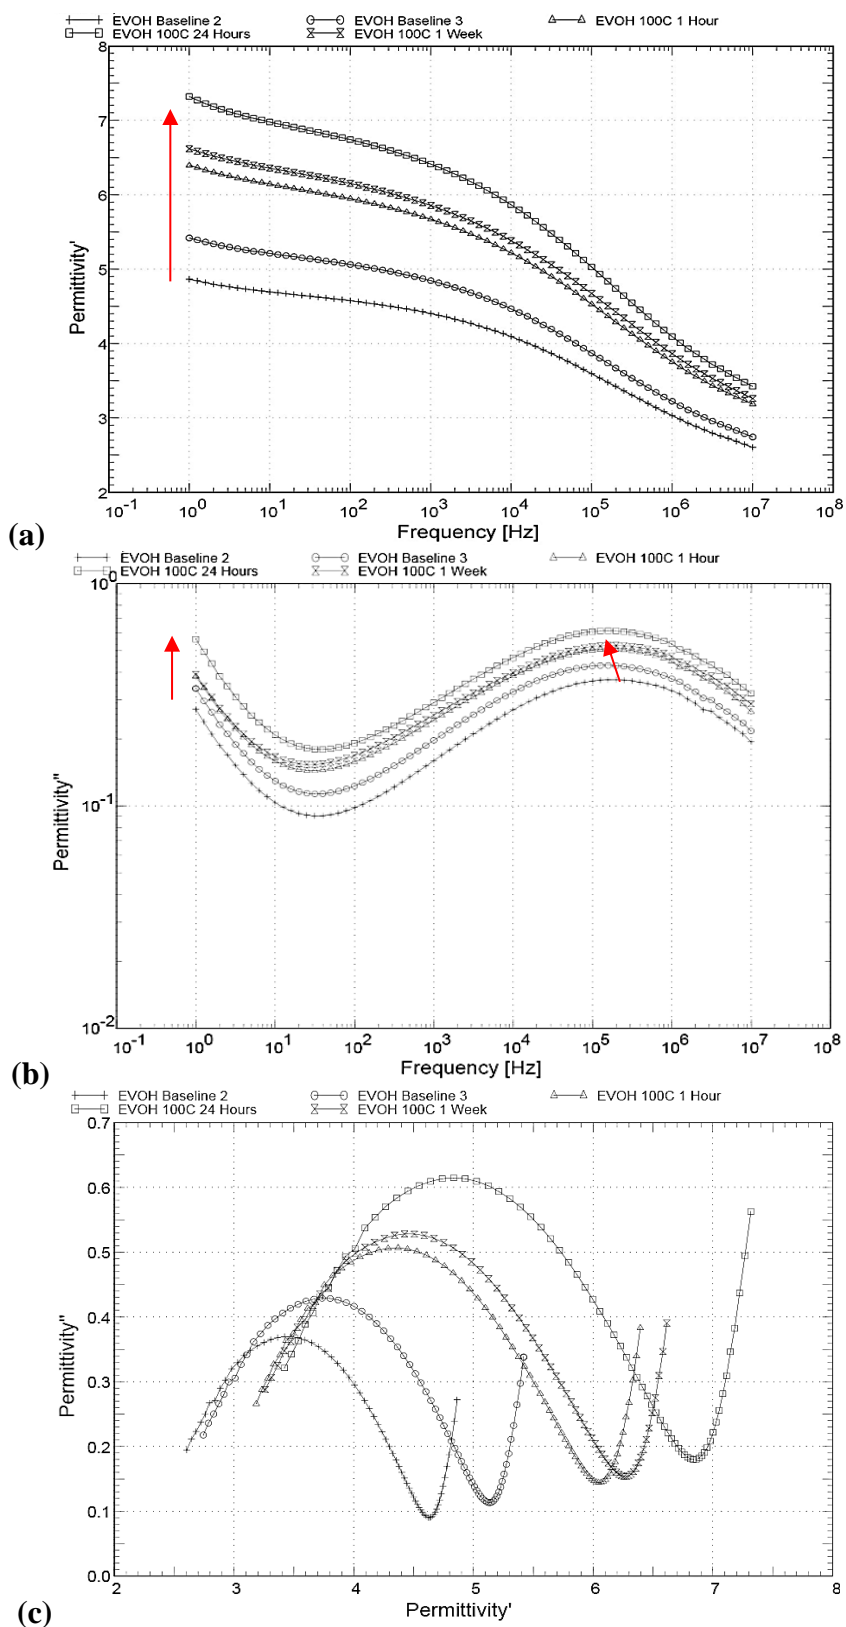 EVOH Baseline 2 EVOH Baseline 3 EVOH 100C 1 Hour
EVOH 100C 24 Hours EVOH 100C 1 Week
8
7
6
5
4
3
2
Permittivity'
10-1 100 101 102 103 104 105 106 107 108
Frequency [Hz]
(a)
EVOH Baseline 2 EVOH Baseline 3 EVOH 100C 1 Hour
EVOH 100C 24 Hours EVOH 100C 1 Week
100
10-1
10-2
Permittivity"
10-1 100 101 102 103 104 105 106 107 108
Frequency [Hz]
(b)
EVOH Baseline 2 EVOH Baseline 3 EVOH 100C 1 Hour
EVOH 100C 24 Hours EVOH 100C 1 Week
0.7
0.6
0.5
0.4
0.3
0.2
0.1
0.0
Permittivity"
2 3 4 5 6 7 8
Permittivity'
(c)